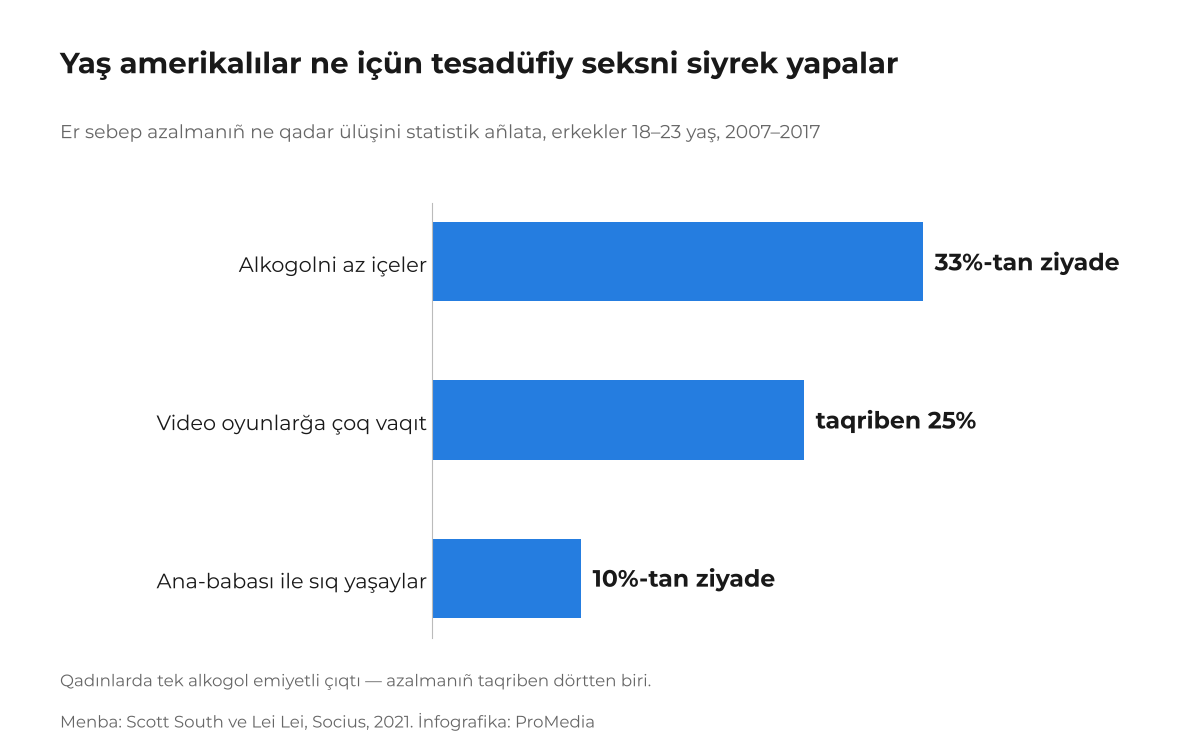 Yaş amerikalılar ne içün tesadüfiy seksni siyrek yapalar
Er sebep azalmanıñ ne qadar ülüşini statistik añlata, erkekler 18–23 yaş, 2007–2017
Alkogolni az içeler
33%-tan ziyade
Video oyunlarğa çoq vaqıt
taqriben 25%
Ana-babası ile sıq yaşaylar
10%-tan ziyade
Qadınlarda tek alkogol emiyetli çıqtı — azalmanıñ taqriben dörtten biri.
Menba: Scott South ve Lei Lei, Socius, 2021. İnfografika: ProMedia